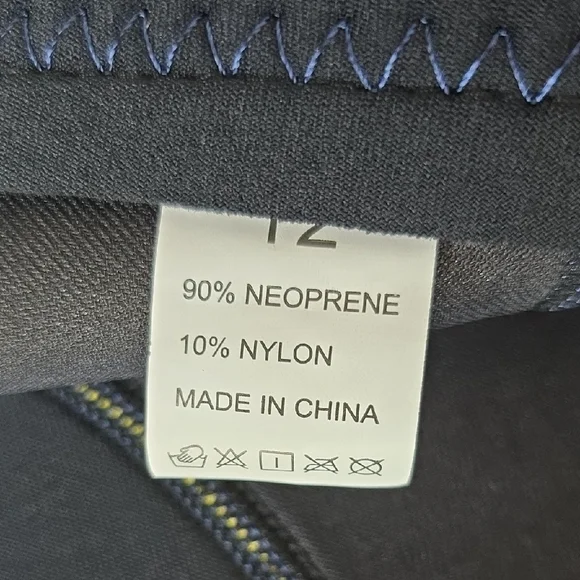 12
90% NEOPRENE
10% NYLON
MADE IN CHINA